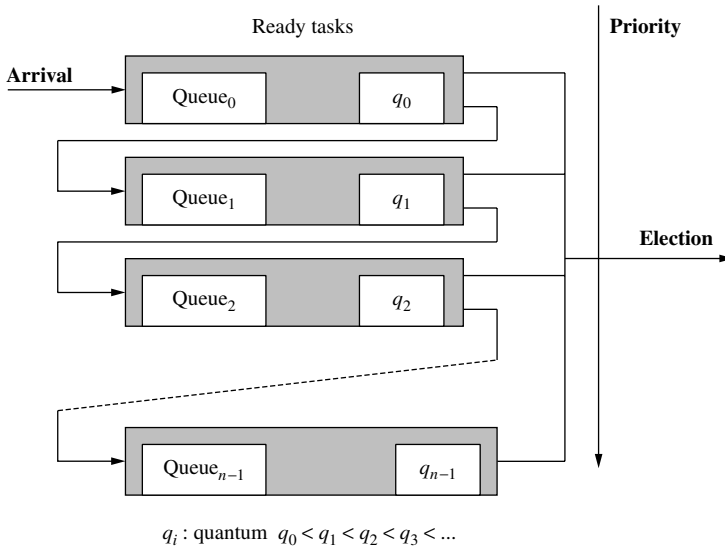 Ready tasks
Priority
Arrival
Queue₀ q₀
Queue₁ q₁
Election
Queue₂ q₂
Queueₙ₋₁ qₙ₋₁
qᵢ : quantum q₀ < q₁ < q₂ < q₃ < ...